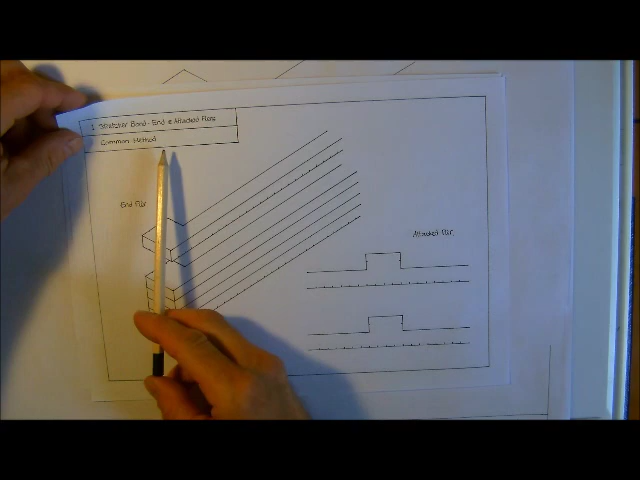 1 Stretcher Bond - End & Attached Piers
Common Method
End Pier
Attached Pier